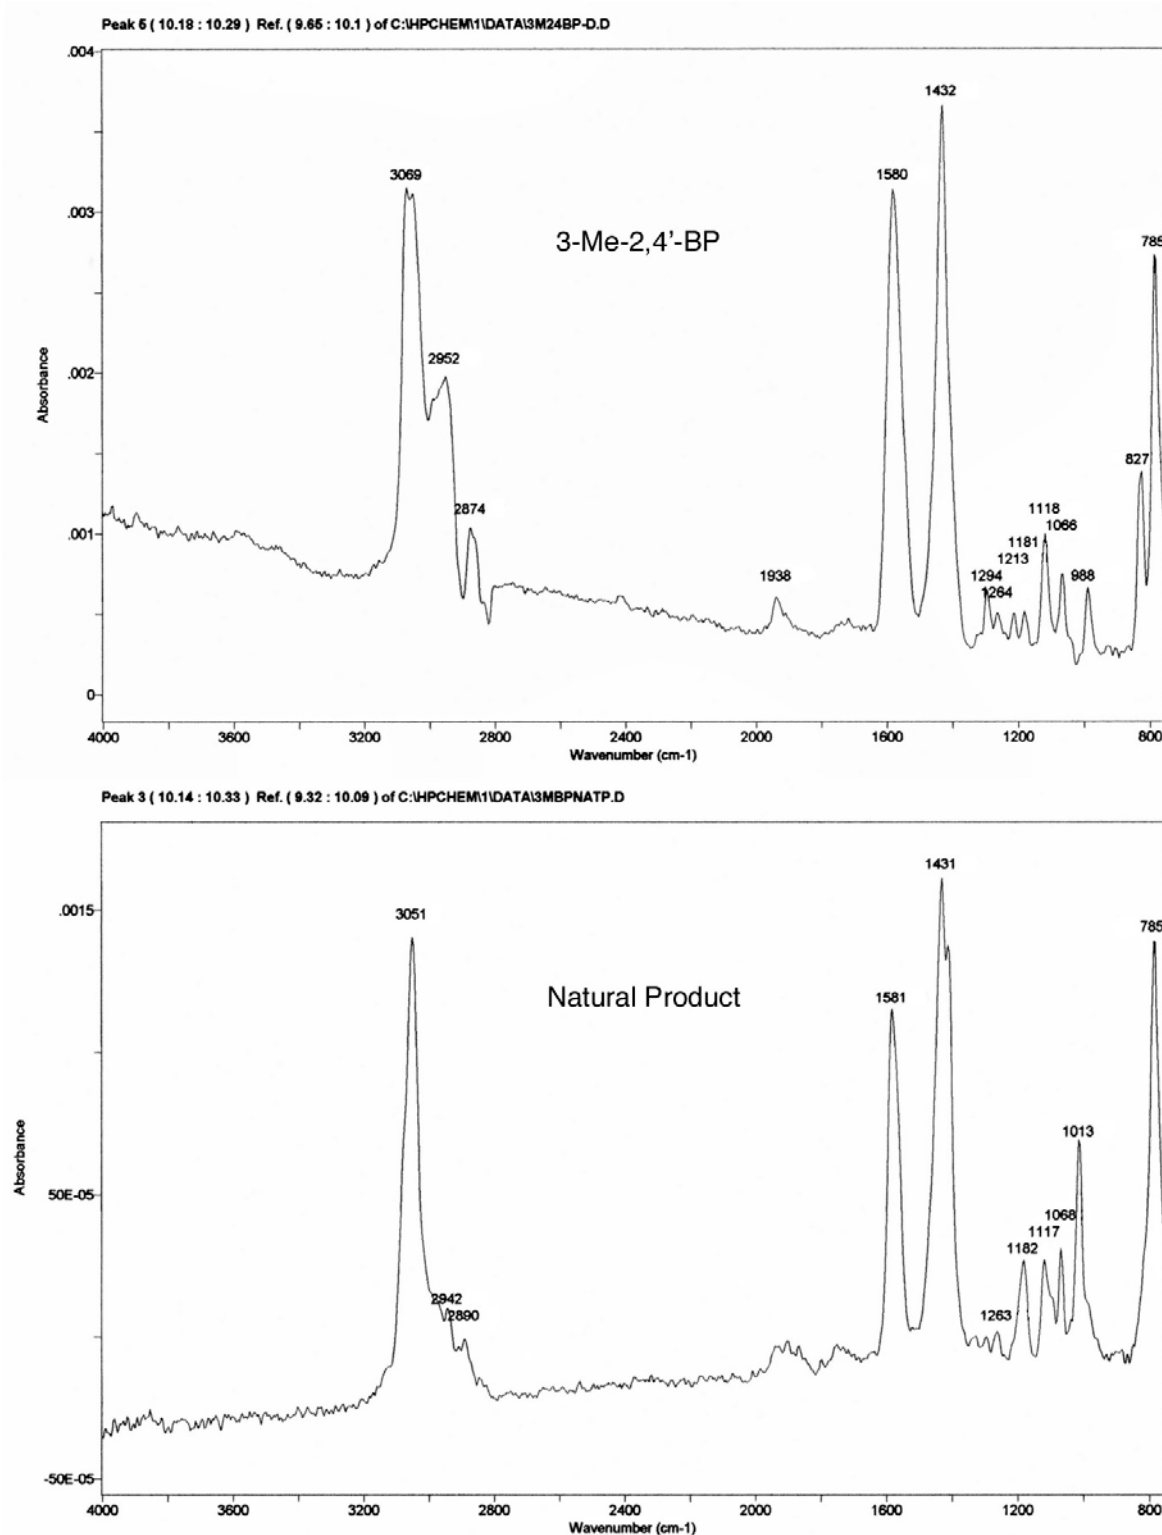 Peak 5 ( 10.18 : 10.29 ) Ref. ( 9.65 : 10.1 ) of C:\HPCHEM\1\DATA\3M24BP-D.D
.004
1432
3069
1580
3-Me-2,4'-BP
785
.003
2952
.002
Absorbance
827
2874
1118
1066
.001
1181
1213
1938
1294
988
1264
0
4000 3600 3200 2800 2400 2000 1600 1200 800
Wavenumber (cm-1)
Peak 3 ( 10.14 : 10.33 ) Ref. ( 9.32 : 10.09 ) of C:\HPCHEM\1\DATA\3MBPNATP.D
1431
.0015
3051
785
Natural Product
1581
1013
Absorbance
50E-05
1068
1117
1182
2942
2890
1263
-50E-05
4000 3600 3200 2800 2400 2000 1600 1200 800
Wavenumber (cm-1)